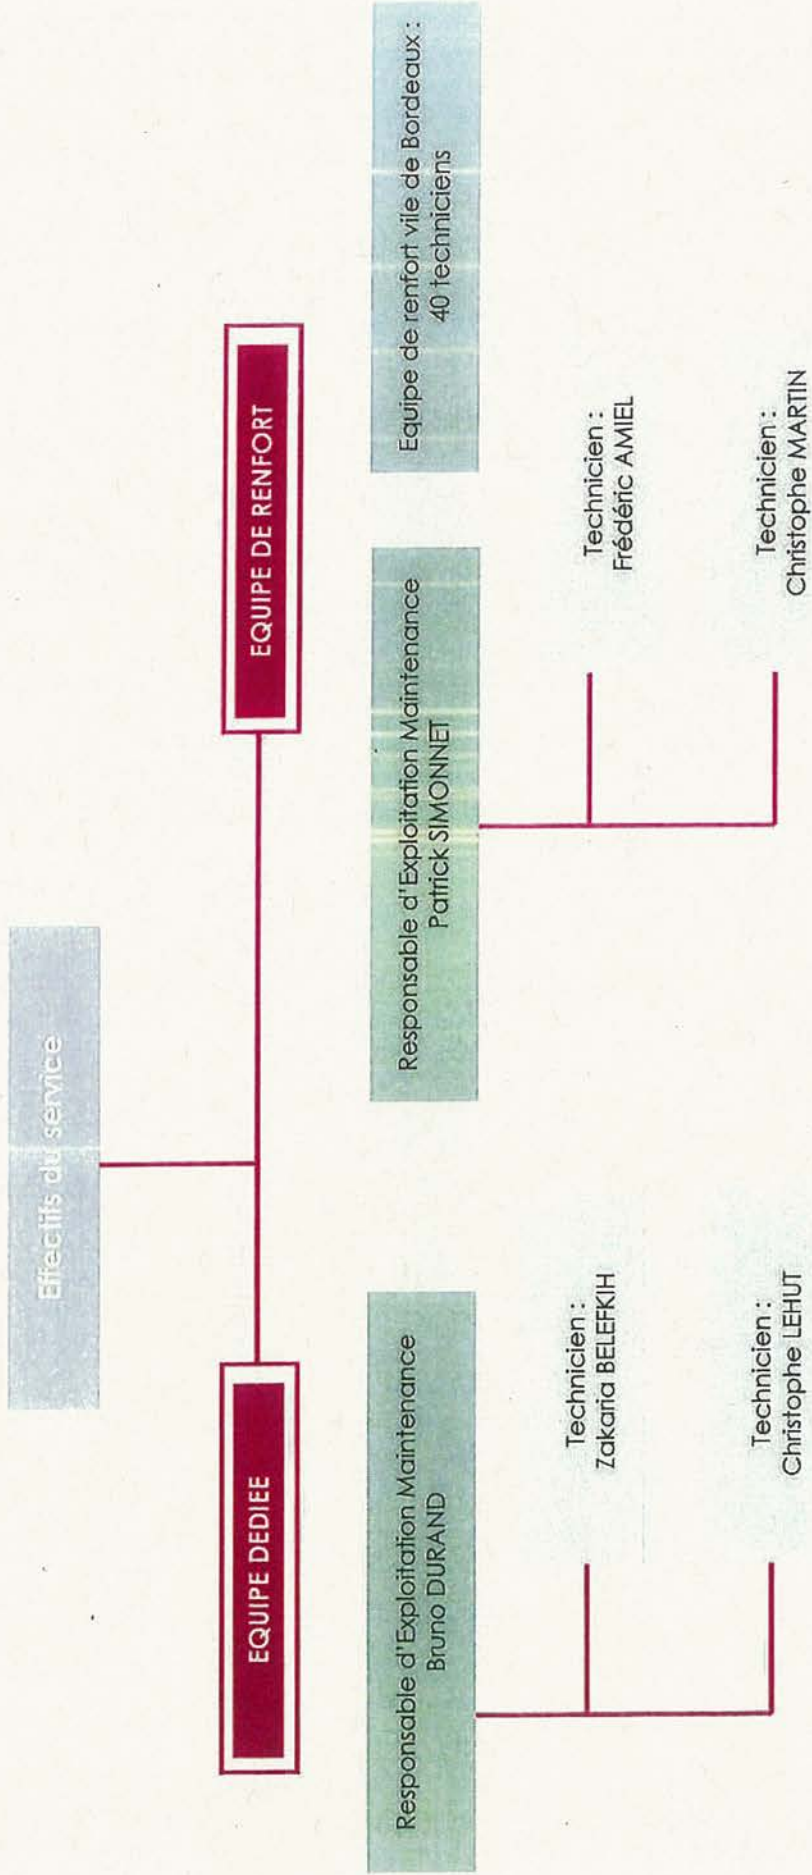 Effectifs du service
EQUIPE DEDIEE
EQUIPE DE RENFORT
Responsable d'Exploitation Maintenance
Bruno DURAND
Responsable d'Exploitation Maintenance
Patrick SIMONNET
Equipe de renfort vile de Bordeaux :
40 techniciens
Technicien :
Zakaria BELEFKIH
Technicien :
Frédéric AMIEL
Technicien :
Christophe LEHUT
Technicien :
Christophe MARTIN